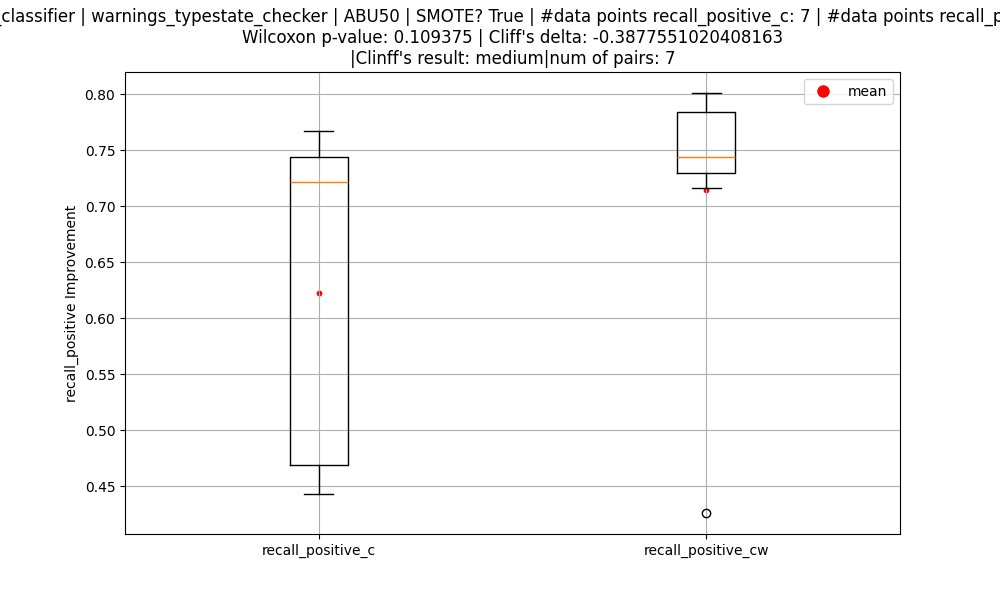 _classifier | warnings_typestate_checker | ABU50 | SMOTE? True | #data points recall_positive_c: 7 | #data points recall_p
Wilcoxon p-value: 0.109375 | Cliff's delta: -0.3877551020408163
|Clinff's result: medium|num of pairs: 7
mean
0.80
0.75
0.70
0.65
0.60
0.55
0.50
0.45
recall_positive Improvement
recall_positive_c
recall_positive_cw